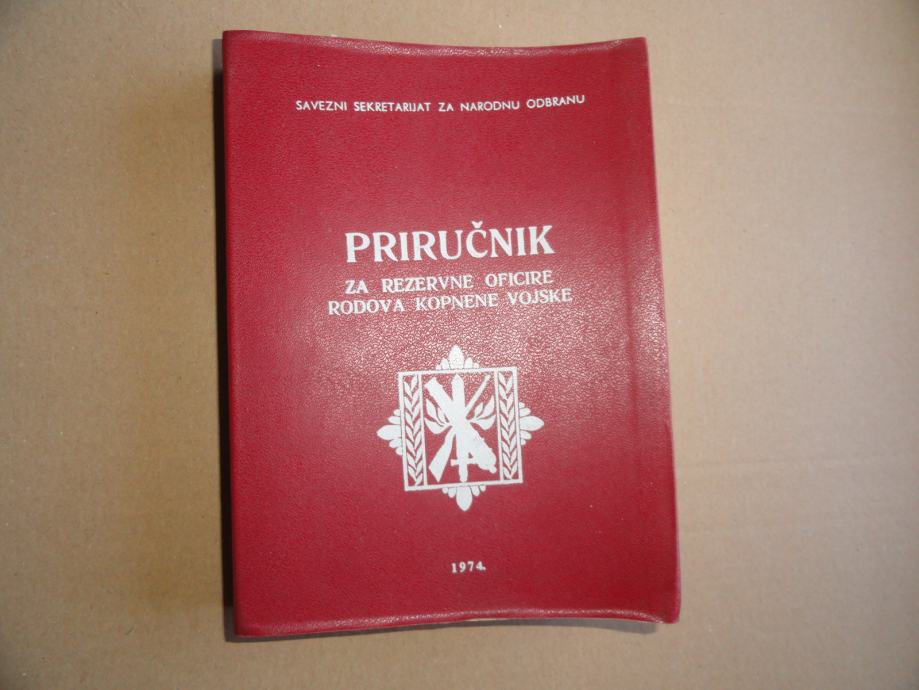 SAVEZNI SEKRETARIJAT ZA NARODNU ODBRANU
PRIRUČNIK
ZA REZERVNE OFICIRE
RODOVA KOPNENE VOJSKE
1974.